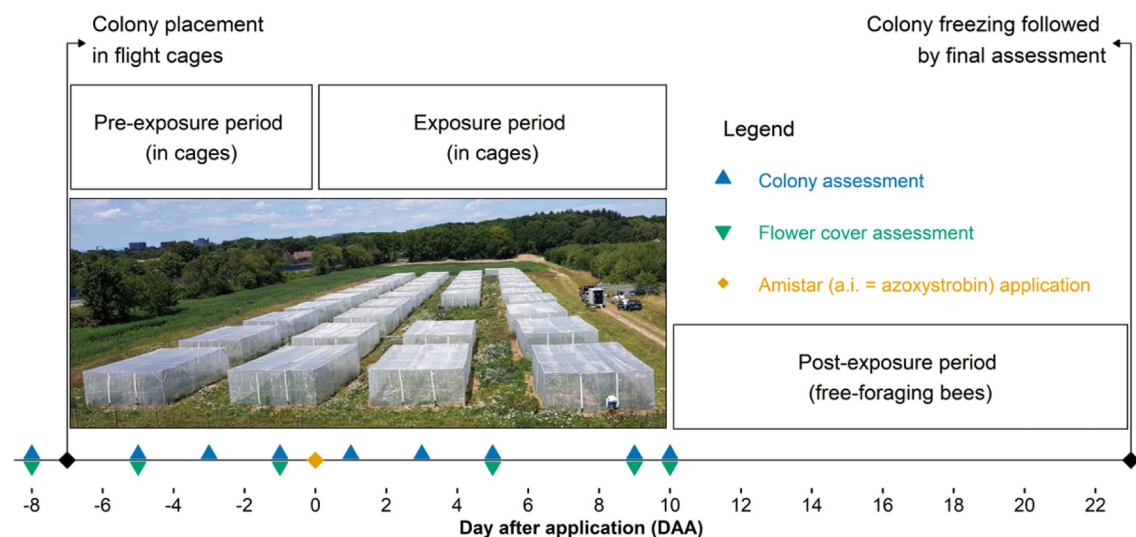 Colony placement
in flight cages
Colony freezing followed
by final assessment
Pre-exposure period
(in cages)
Exposure period
(in cages)
Legend
Colony assessment
Flower cover assessment
Amistar (a.i. = azoxystrobin) application
Post-exposure period
(free-foraging bees)
-8 -6 -4 -2 0 2 4 6 8 10 12 14 16 18 20 22
Day after application (DAA)